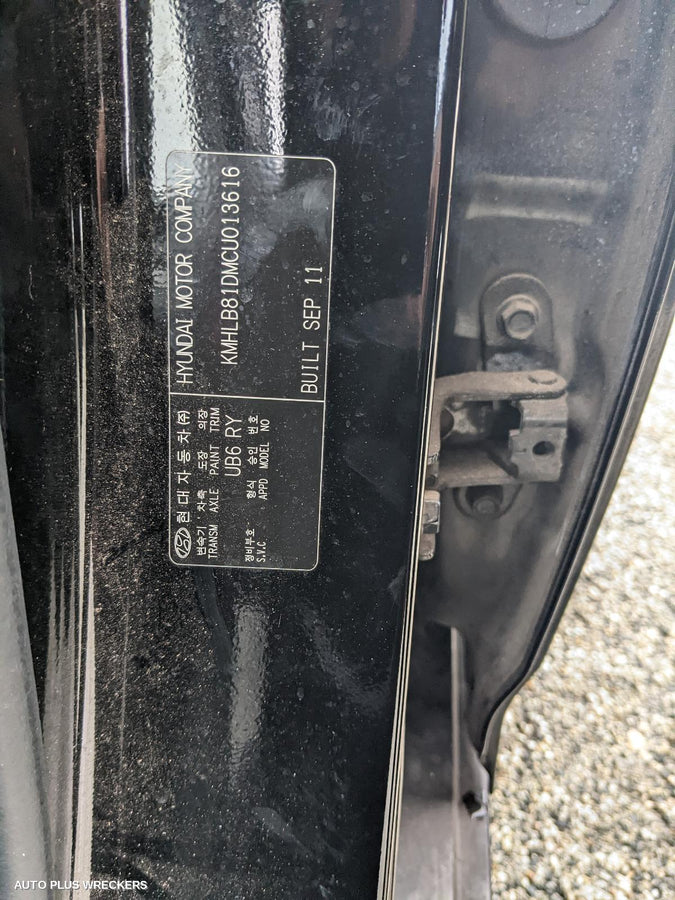 현대자동차(주)
HYUNDAI MOTOR COMPANY
변속기 차축 도장 의장
TRANSM AXLE PAINT TRIM
UB6 RY
KMHLB81DMCU013616
정비부호 형식 승인 번호
S.V.C APPD MODEL NO
BUILT SEP 11
AUTO PLUS WRECKERS